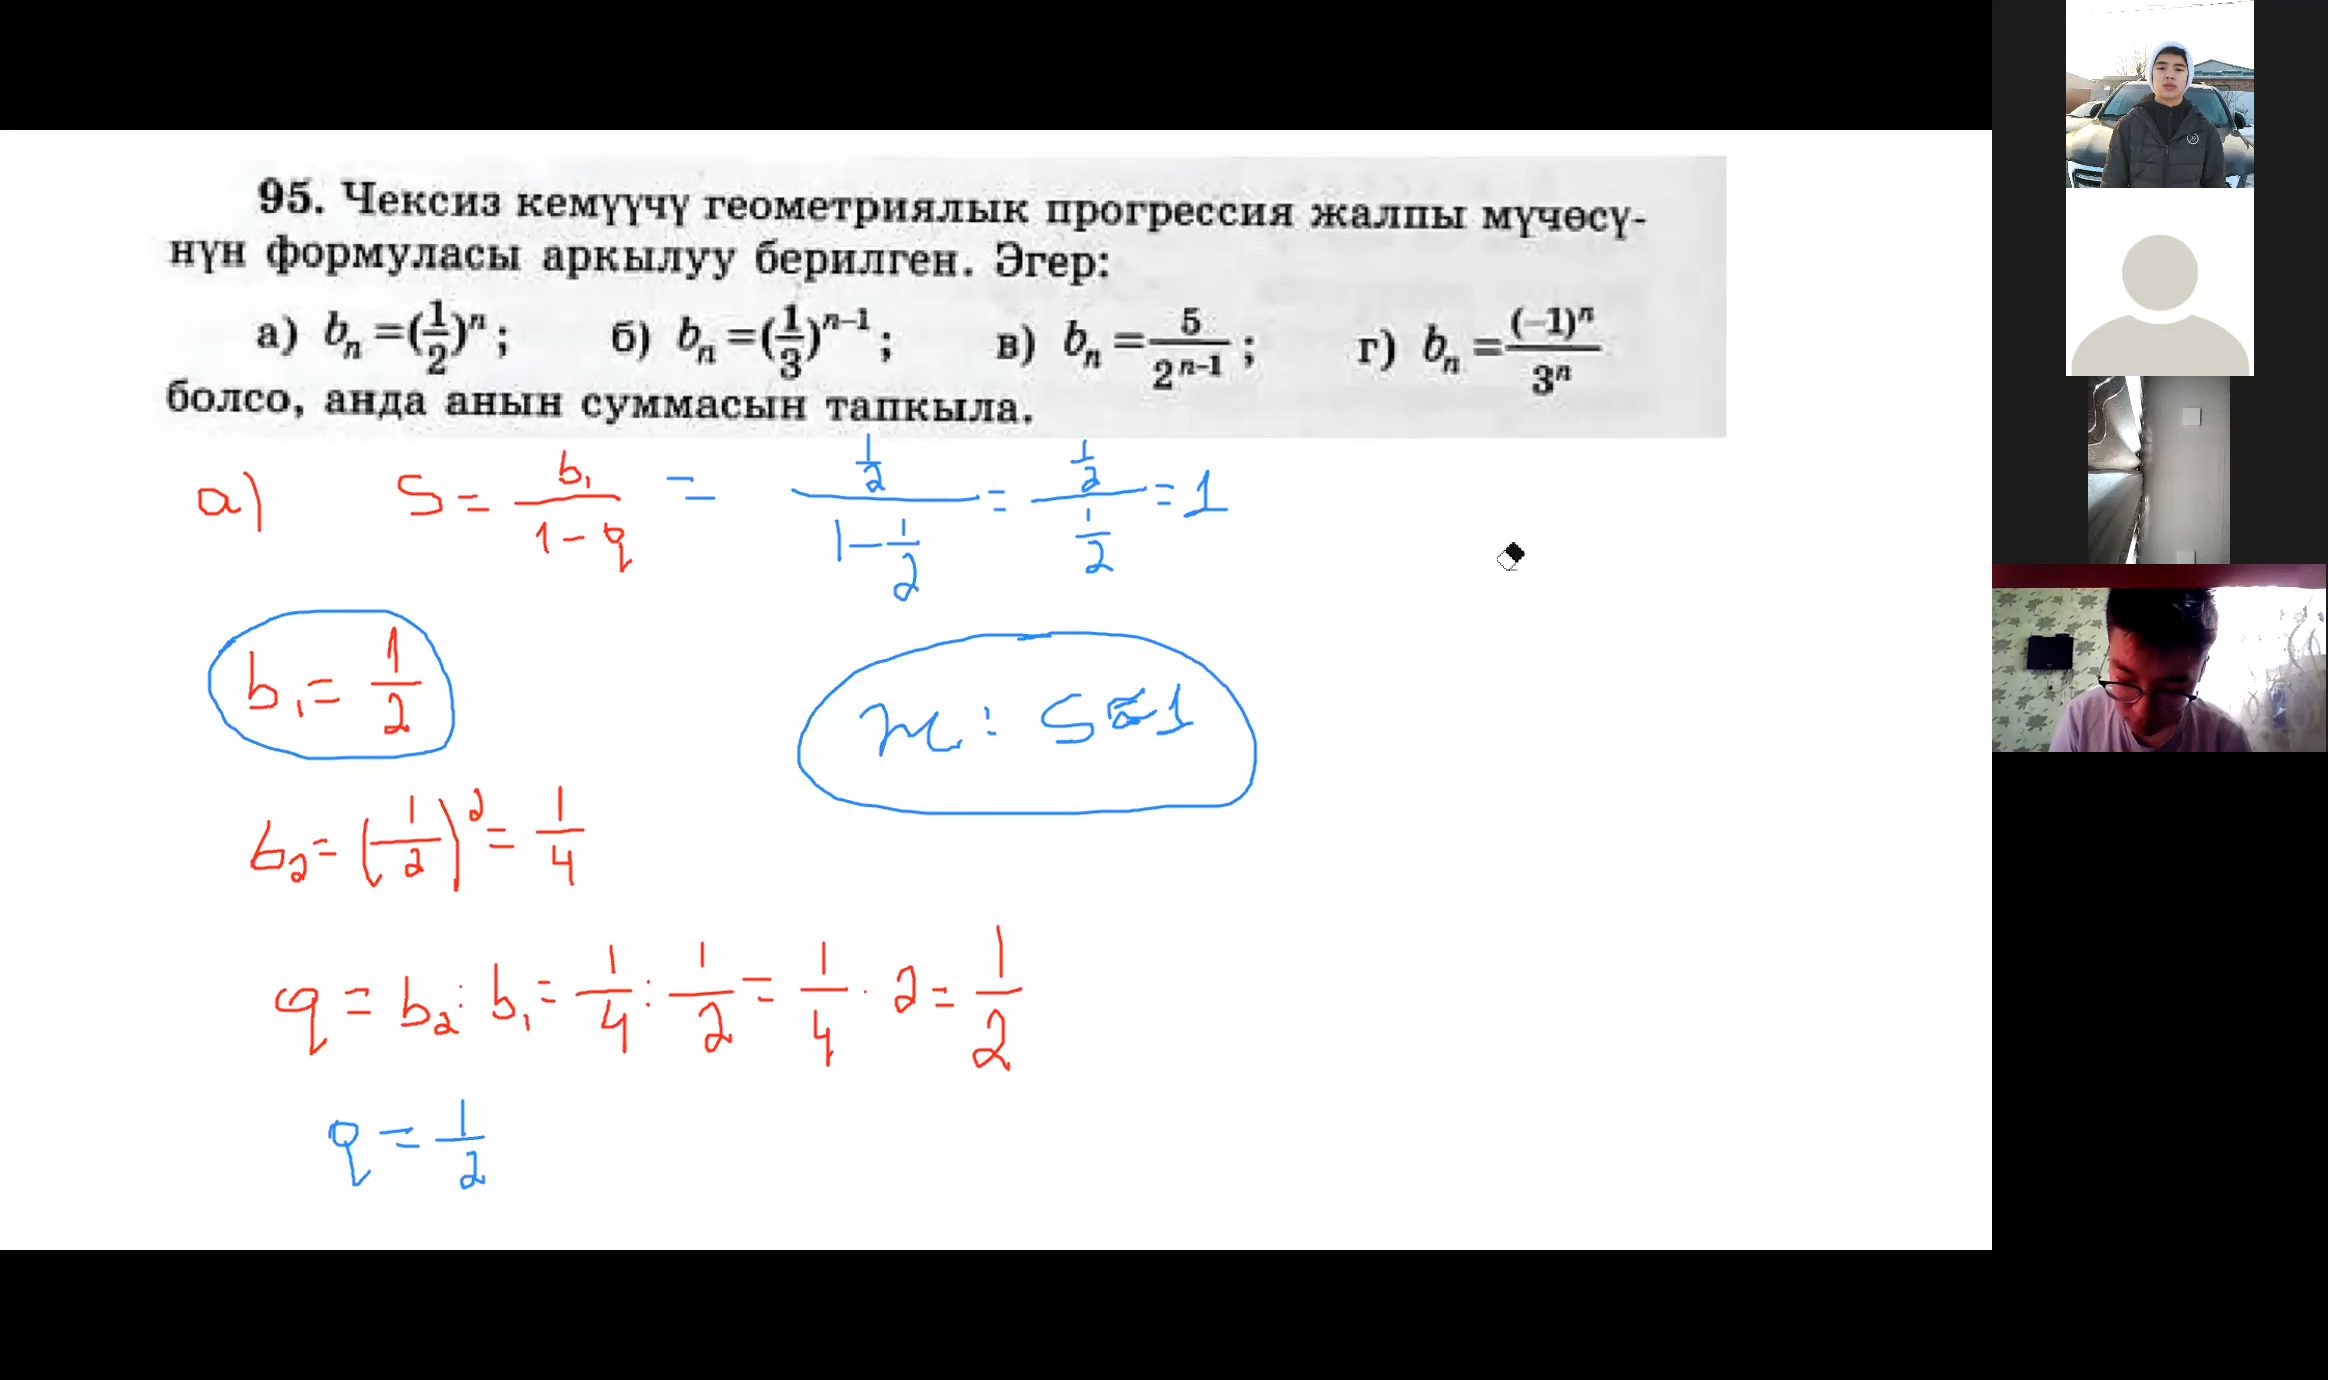 95. Чексиз кемүүчү геометриялык прогрессия жалпы мүчөсү-
нүн формуласы аркылуу берилген. Эгер:
а) bₙ =(1/2)ⁿ ; б) bₙ =(1/3)ⁿ⁻¹ ; в) bₙ = 5/2ⁿ⁻¹ ; г) bₙ = (–1)ⁿ/3ⁿ
болсо, анда анын суммасын тапкыла.
а) S = b₁/(1 - q) = (1/2)/(1 - 1/2) = (1/2)/(1/2) = 1
b₁ = 1/2
S = 1
b₂ = (1/2)² = 1/4
q = b₂ : b₁ = 1/4 : 1/2 = 1/4 · 2 = 1/2
q = 1/2